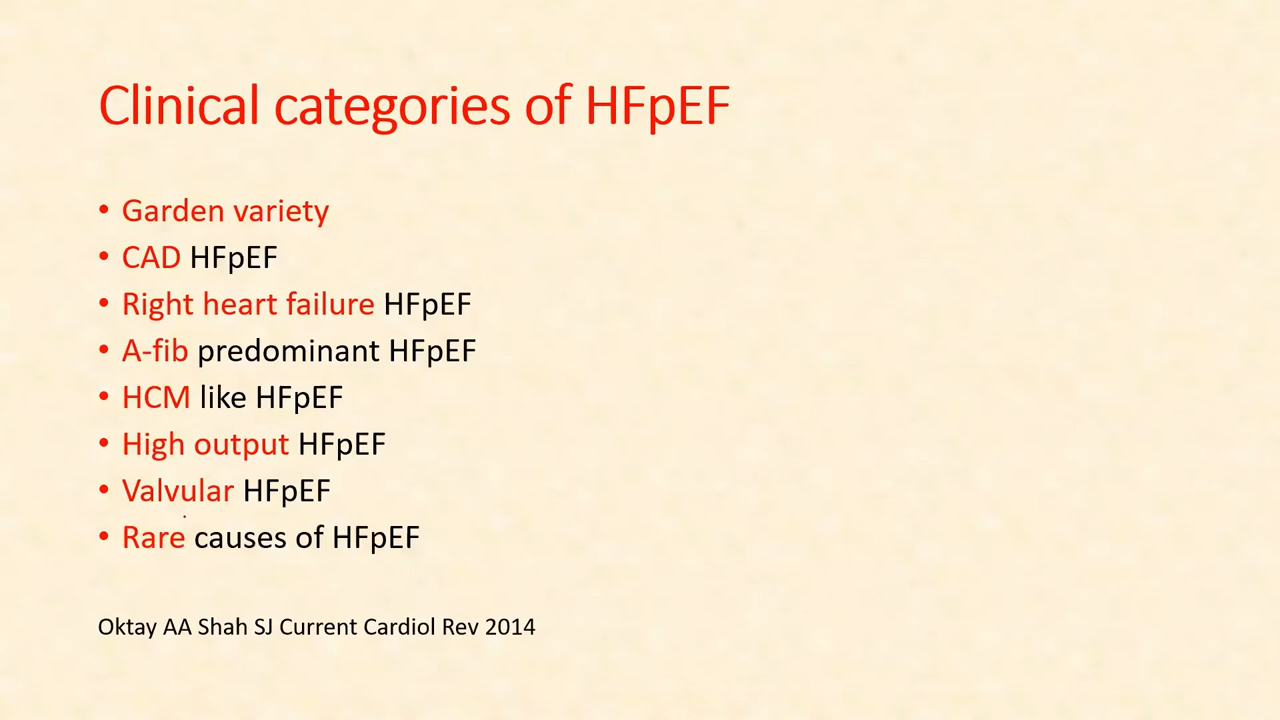 Clinical categories of HFpEF
• Garden variety
• CAD HFpEF
• Right heart failure HFpEF
• A-fib predominant HFpEF
• HCM like HFpEF
• High output HFpEF
• Valvular HFpEF
• Rare causes of HFpEF
Oktay AA Shah SJ Current Cardiol Rev 2014